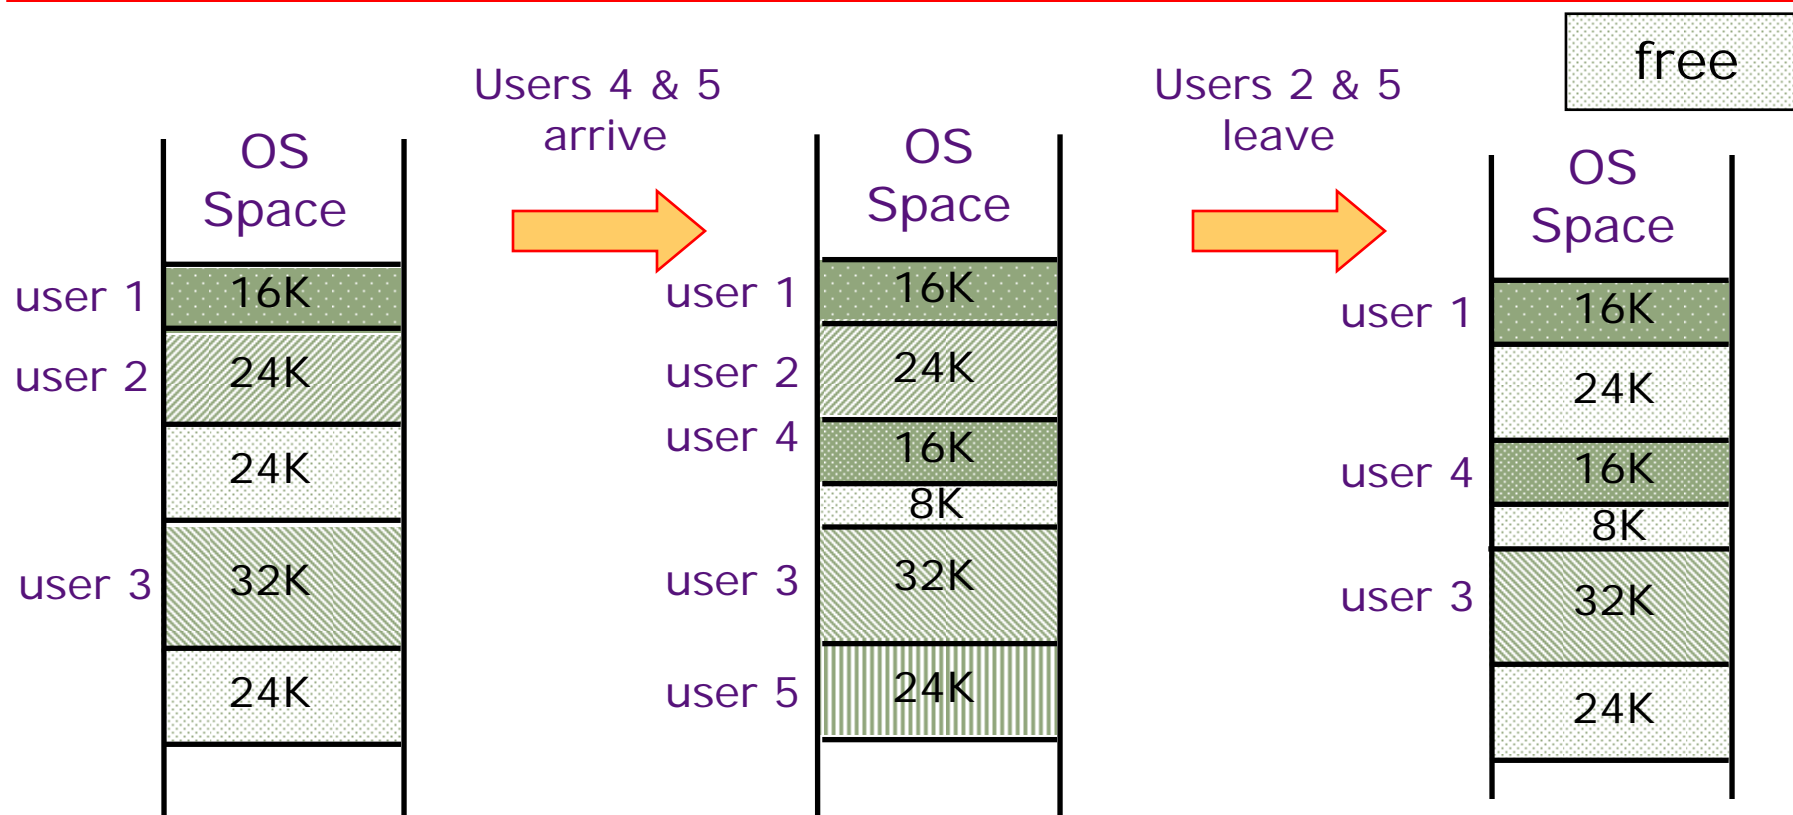 free
Users 4 & 5
arrive
Users 2 & 5
leave
OS
Space
user 1
16K
user 2
24K
24K
user 3
32K
24K
OS
Space
user 1
16K
user 2
24K
user 4
16K
8K
user 3
32K
user 5
24K
OS
Space
user 1
16K
24K
user 4
16K
8K
user 3
32K
24K